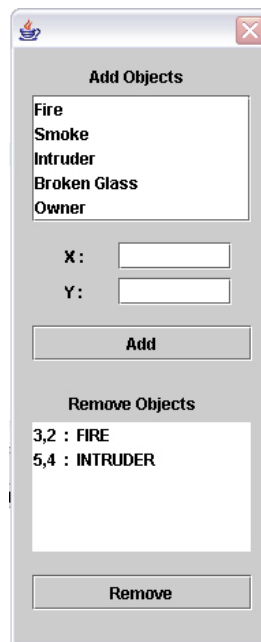 Add Objects
Fire
Smoke
Intruder
Broken Glass
Owner
X :
Y :
Add
Remove Objects
3,2 : FIRE
5,4 : INTRUDER
Remove